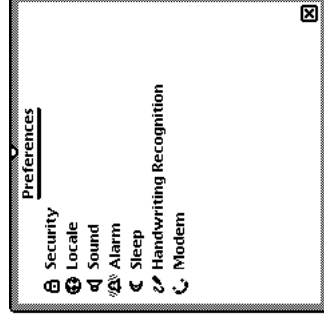 Preferences
Security
Locale
Sound
Alarm
Sleep
Handwriting Recognition
Modem